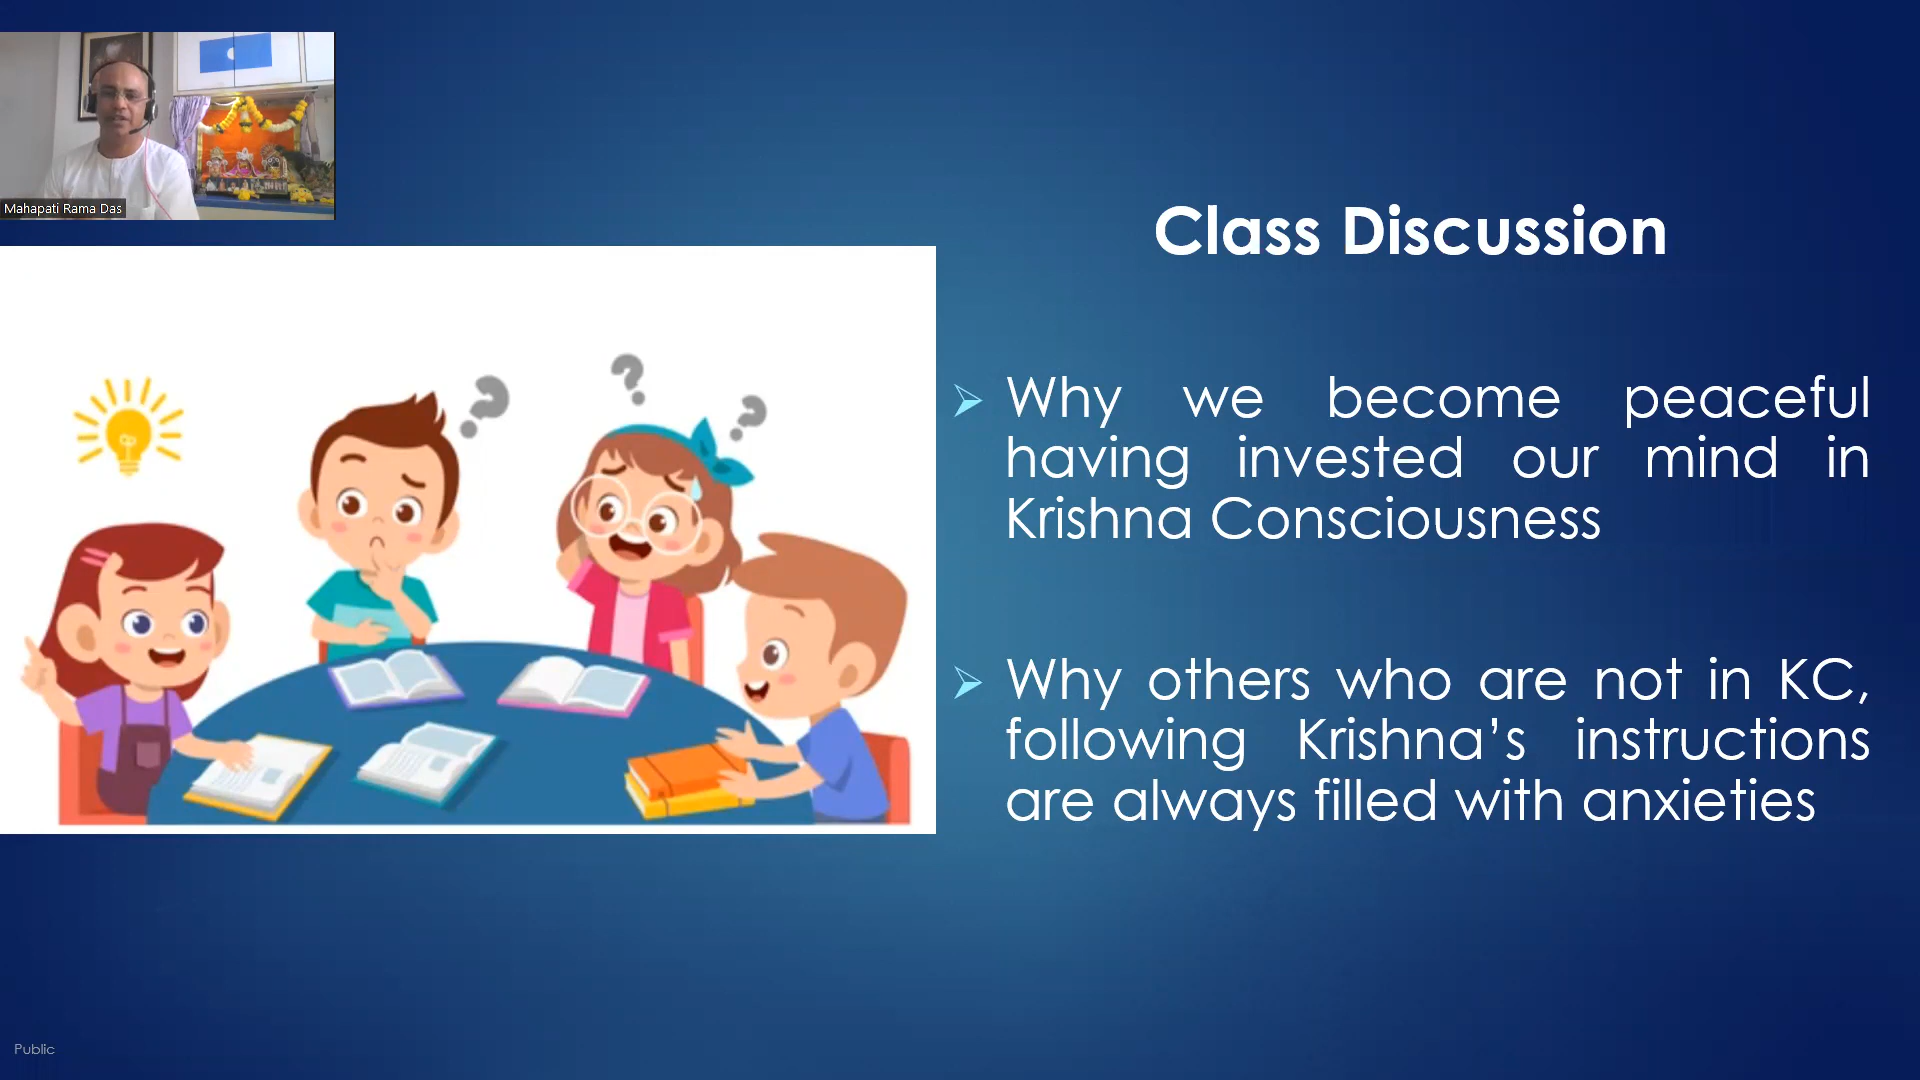 Mahapati Rama Das
Class Discussion
Why we become peaceful
having invested our mind in
Krishna Consciousness
Why others who are not in KC,
following Krishna’s instructions
are always filled with anxieties
Public